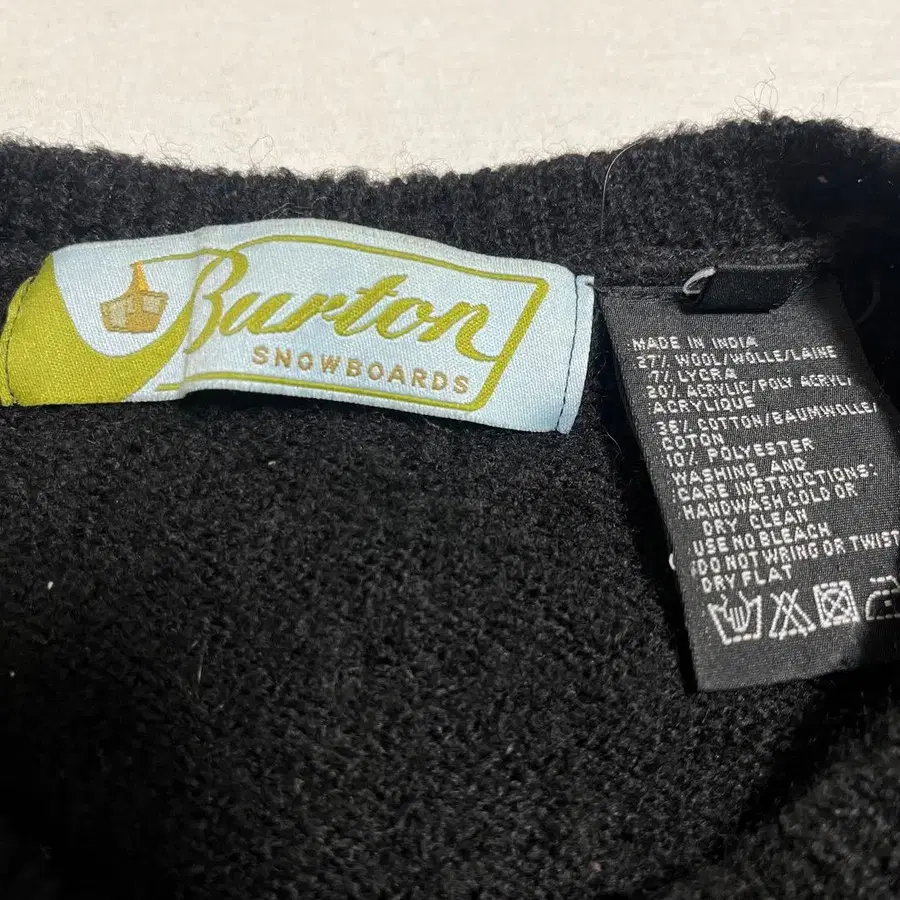 Burton
SNOWBOARDS
MADE IN INDIA
27% WOOL/WOLLE/LAINE
7% LYCRA
20% ACRYLIC/POLY ACRYL/
ACRYLIQUE
36% COTTON/BAUMWOLLE/
COTON
10% POLYESTER
WASHING AND
CARE INSTRUCTIONS:
HANDWASH COLD OR
DRY CLEAN
USE NO BLEACH
DO NOT WRING OR TWIST
DRY FLAT